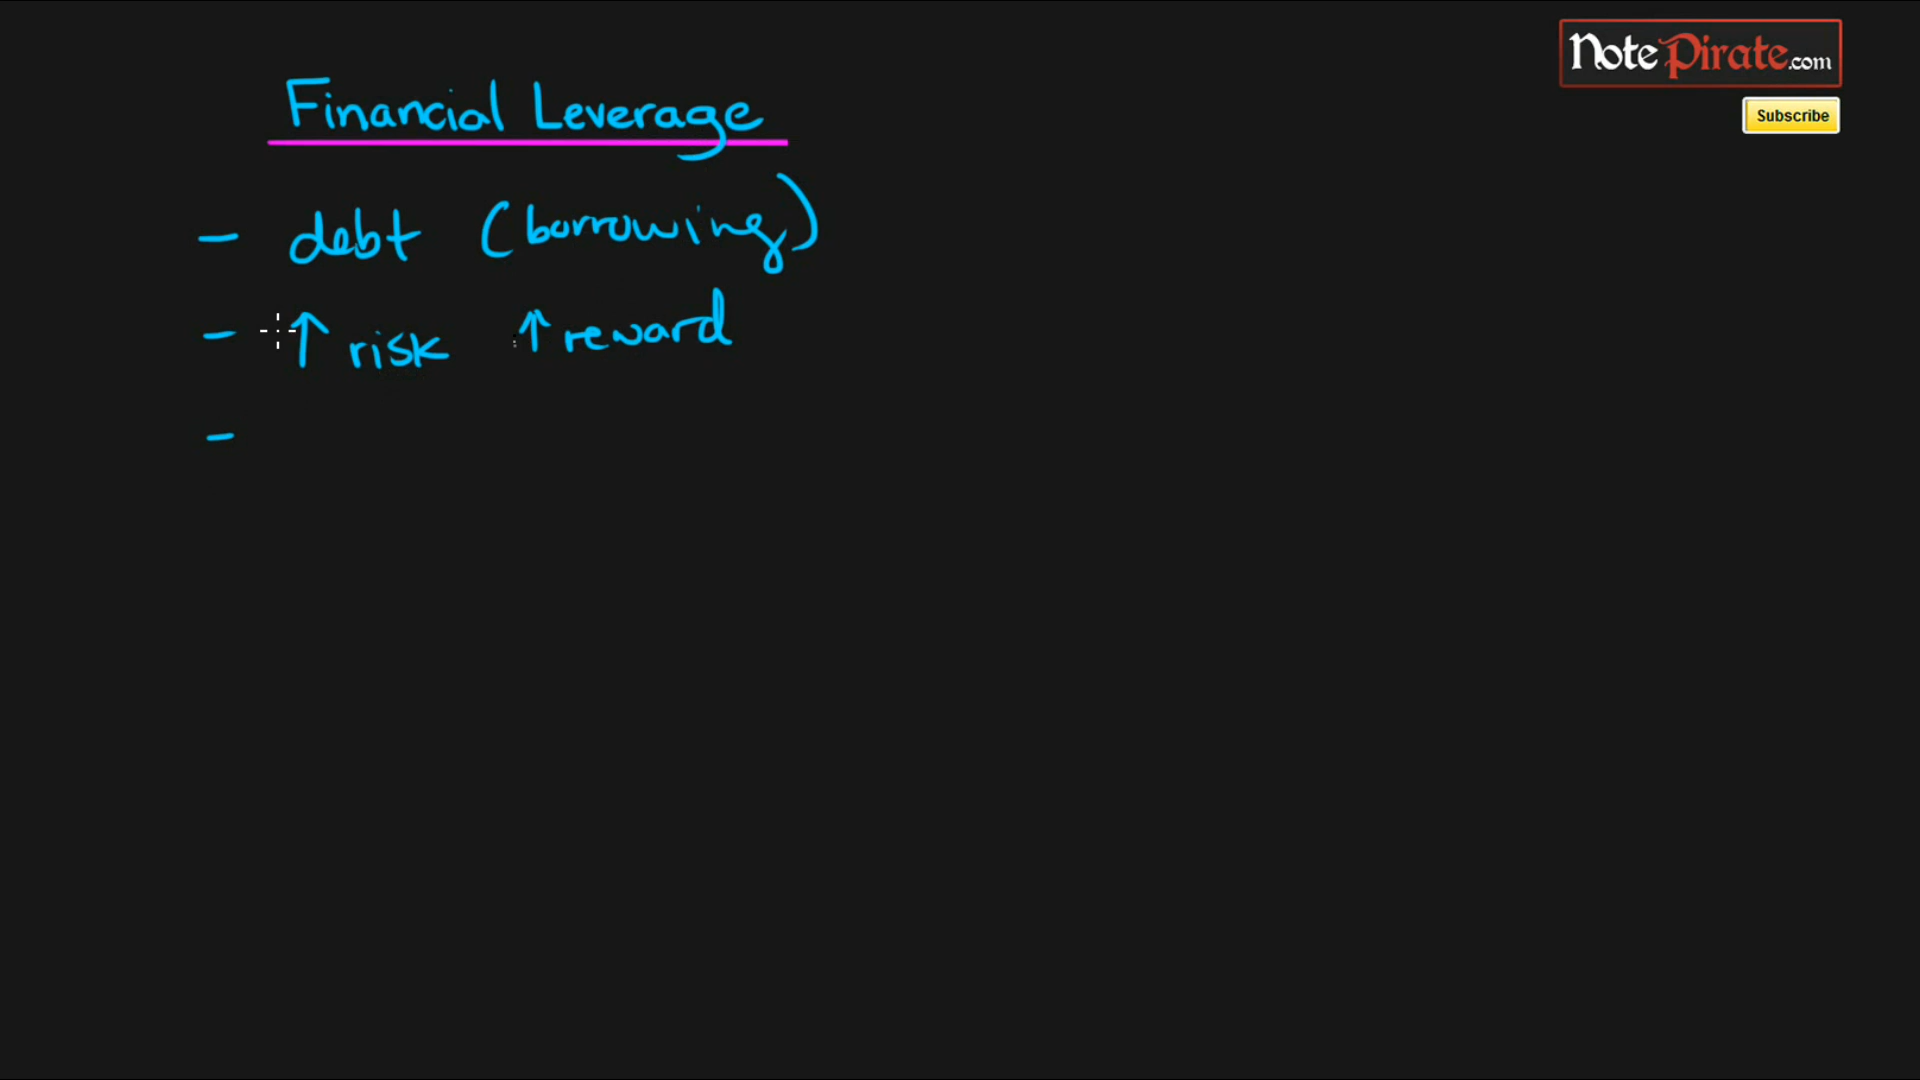 NotePirate.com
Subscribe
Financial Leverage
- debt (borrowing)
- ↑ risk ↑ reward
-